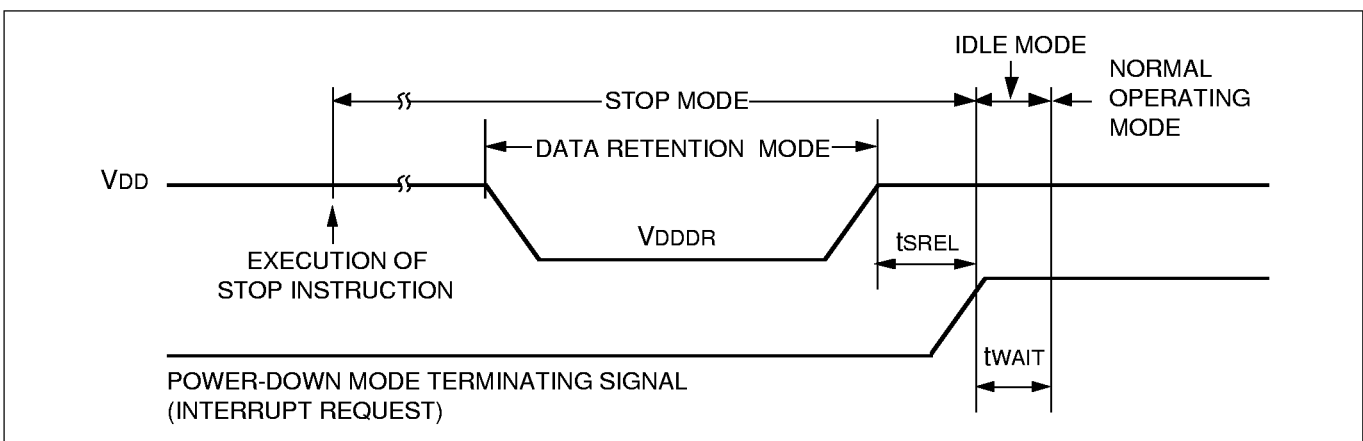 IDLE MODE
NORMAL
OPERATING
MODE
STOP MODE
DATA RETENTION MODE
VDD
VDDDR
tSREL
EXECUTION OF
STOP INSTRUCTION
tWAIT
POWER-DOWN MODE TERMINATING SIGNAL
(INTERRUPT REQUEST)